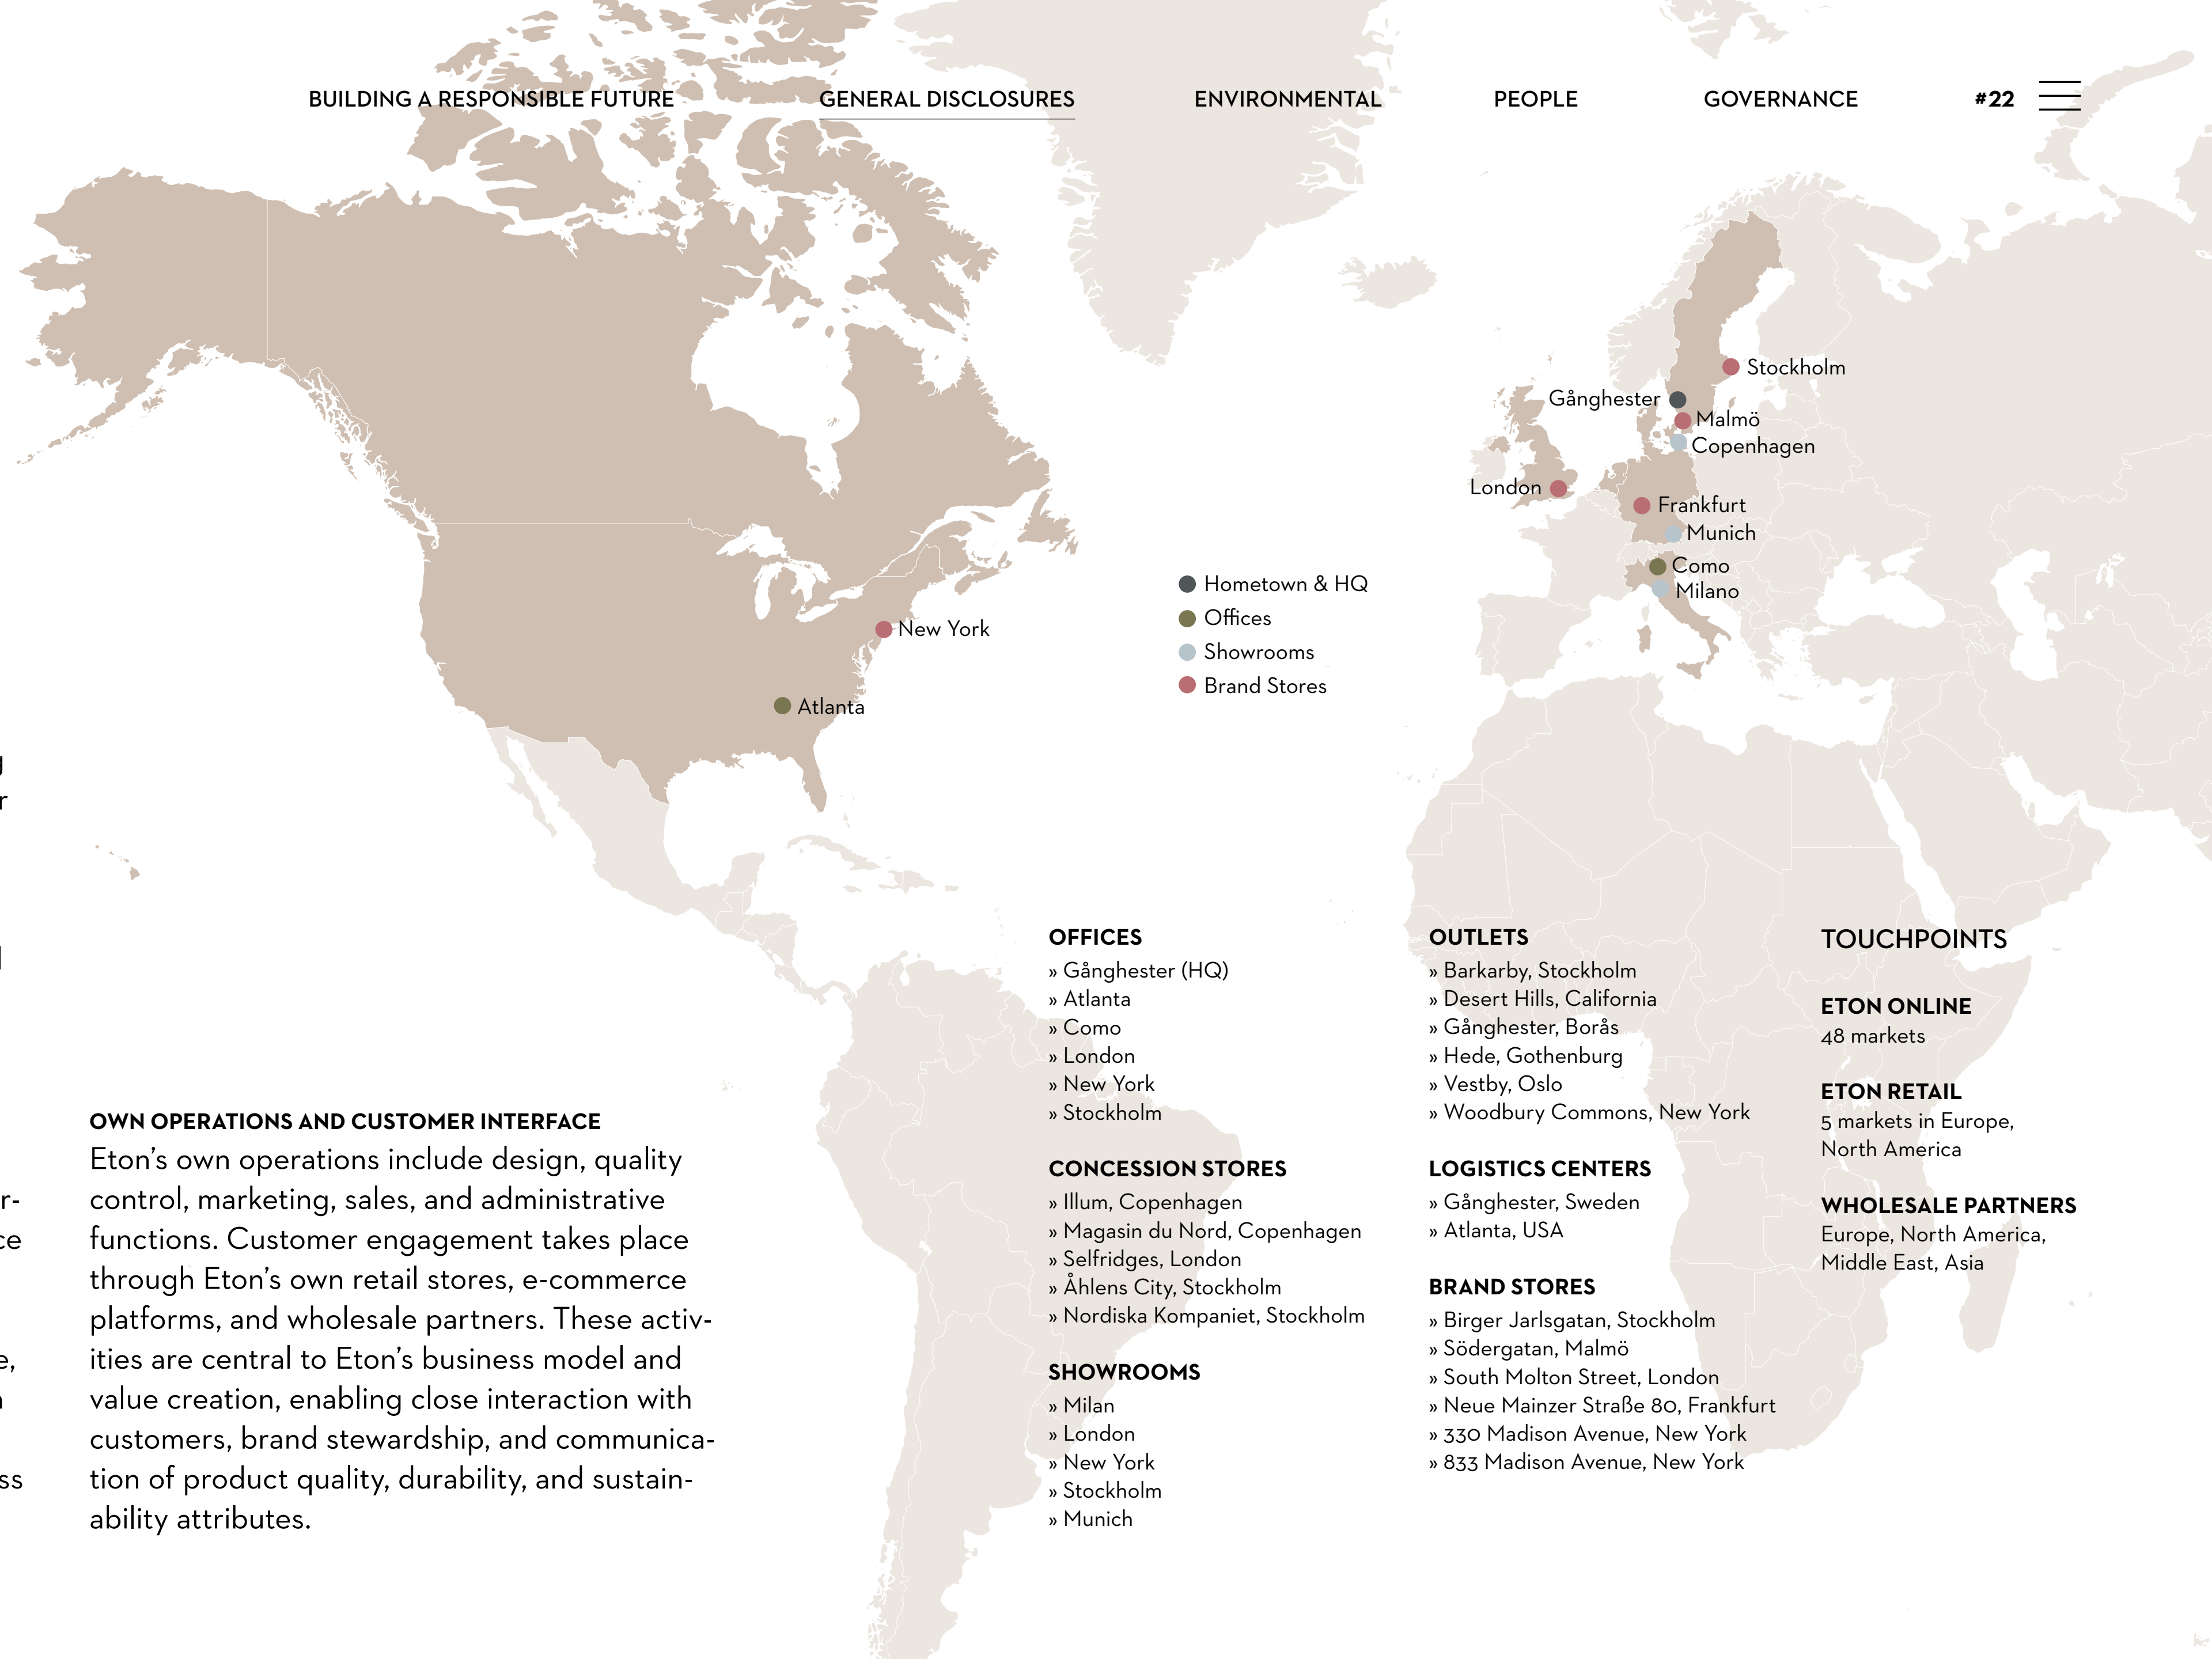 BUILDING A RESPONSIBLE FUTURE
GENERAL DISCLOSURES
ENVIRONMENTAL
PEOPLE
GOVERNANCE
#22
Stockholm
Gånghester
Malmö
Copenhagen
London
Frankfurt
Munich
Como
Milano
New York
Atlanta
Hometown & HQ
Offices
Showrooms
Brand Stores
OWN OPERATIONS AND CUSTOMER INTERFACE
Eton’s own operations include design, quality
control, marketing, sales, and administrative
functions. Customer engagement takes place
through Eton’s own retail stores, e-commerce
platforms, and wholesale partners. These activ-
ities are central to Eton’s business model and
value creation, enabling close interaction with
customers, brand stewardship, and communica-
tion of product quality, durability, and sustain-
ability attributes.
OFFICES
» Gånghester (HQ)
» Atlanta
» Como
» London
» New York
» Stockholm
CONCESSION STORES
» Illum, Copenhagen
» Magasin du Nord, Copenhagen
» Selfridges, London
» Åhlens City, Stockholm
» Nordiska Kompaniet, Stockholm
SHOWROOMS
» Milan
» London
» New York
» Stockholm
» Munich
OUTLETS
» Barkarby, Stockholm
» Desert Hills, California
» Gånghester, Borås
» Hede, Gothenburg
» Vestby, Oslo
» Woodbury Commons, New York
LOGISTICS CENTERS
» Gånghester, Sweden
» Atlanta, USA
BRAND STORES
» Birger Jarlsgatan, Stockholm
» Södergatan, Malmö
» South Molton Street, London
» Neue Mainzer Straße 80, Frankfurt
» 330 Madison Avenue, New York
» 833 Madison Avenue, New York
TOUCHPOINTS
ETON ONLINE
48 markets
ETON RETAIL
5 markets in Europe,
North America
WHOLESALE PARTNERS
Europe, North America,
Middle East, Asia